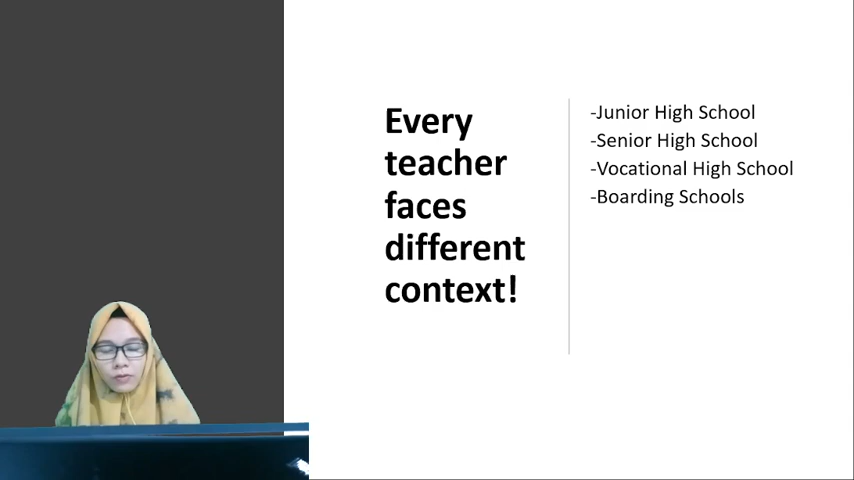 Every
teacher
faces
different
context!
-Junior High School
-Senior High School
-Vocational High School
-Boarding Schools